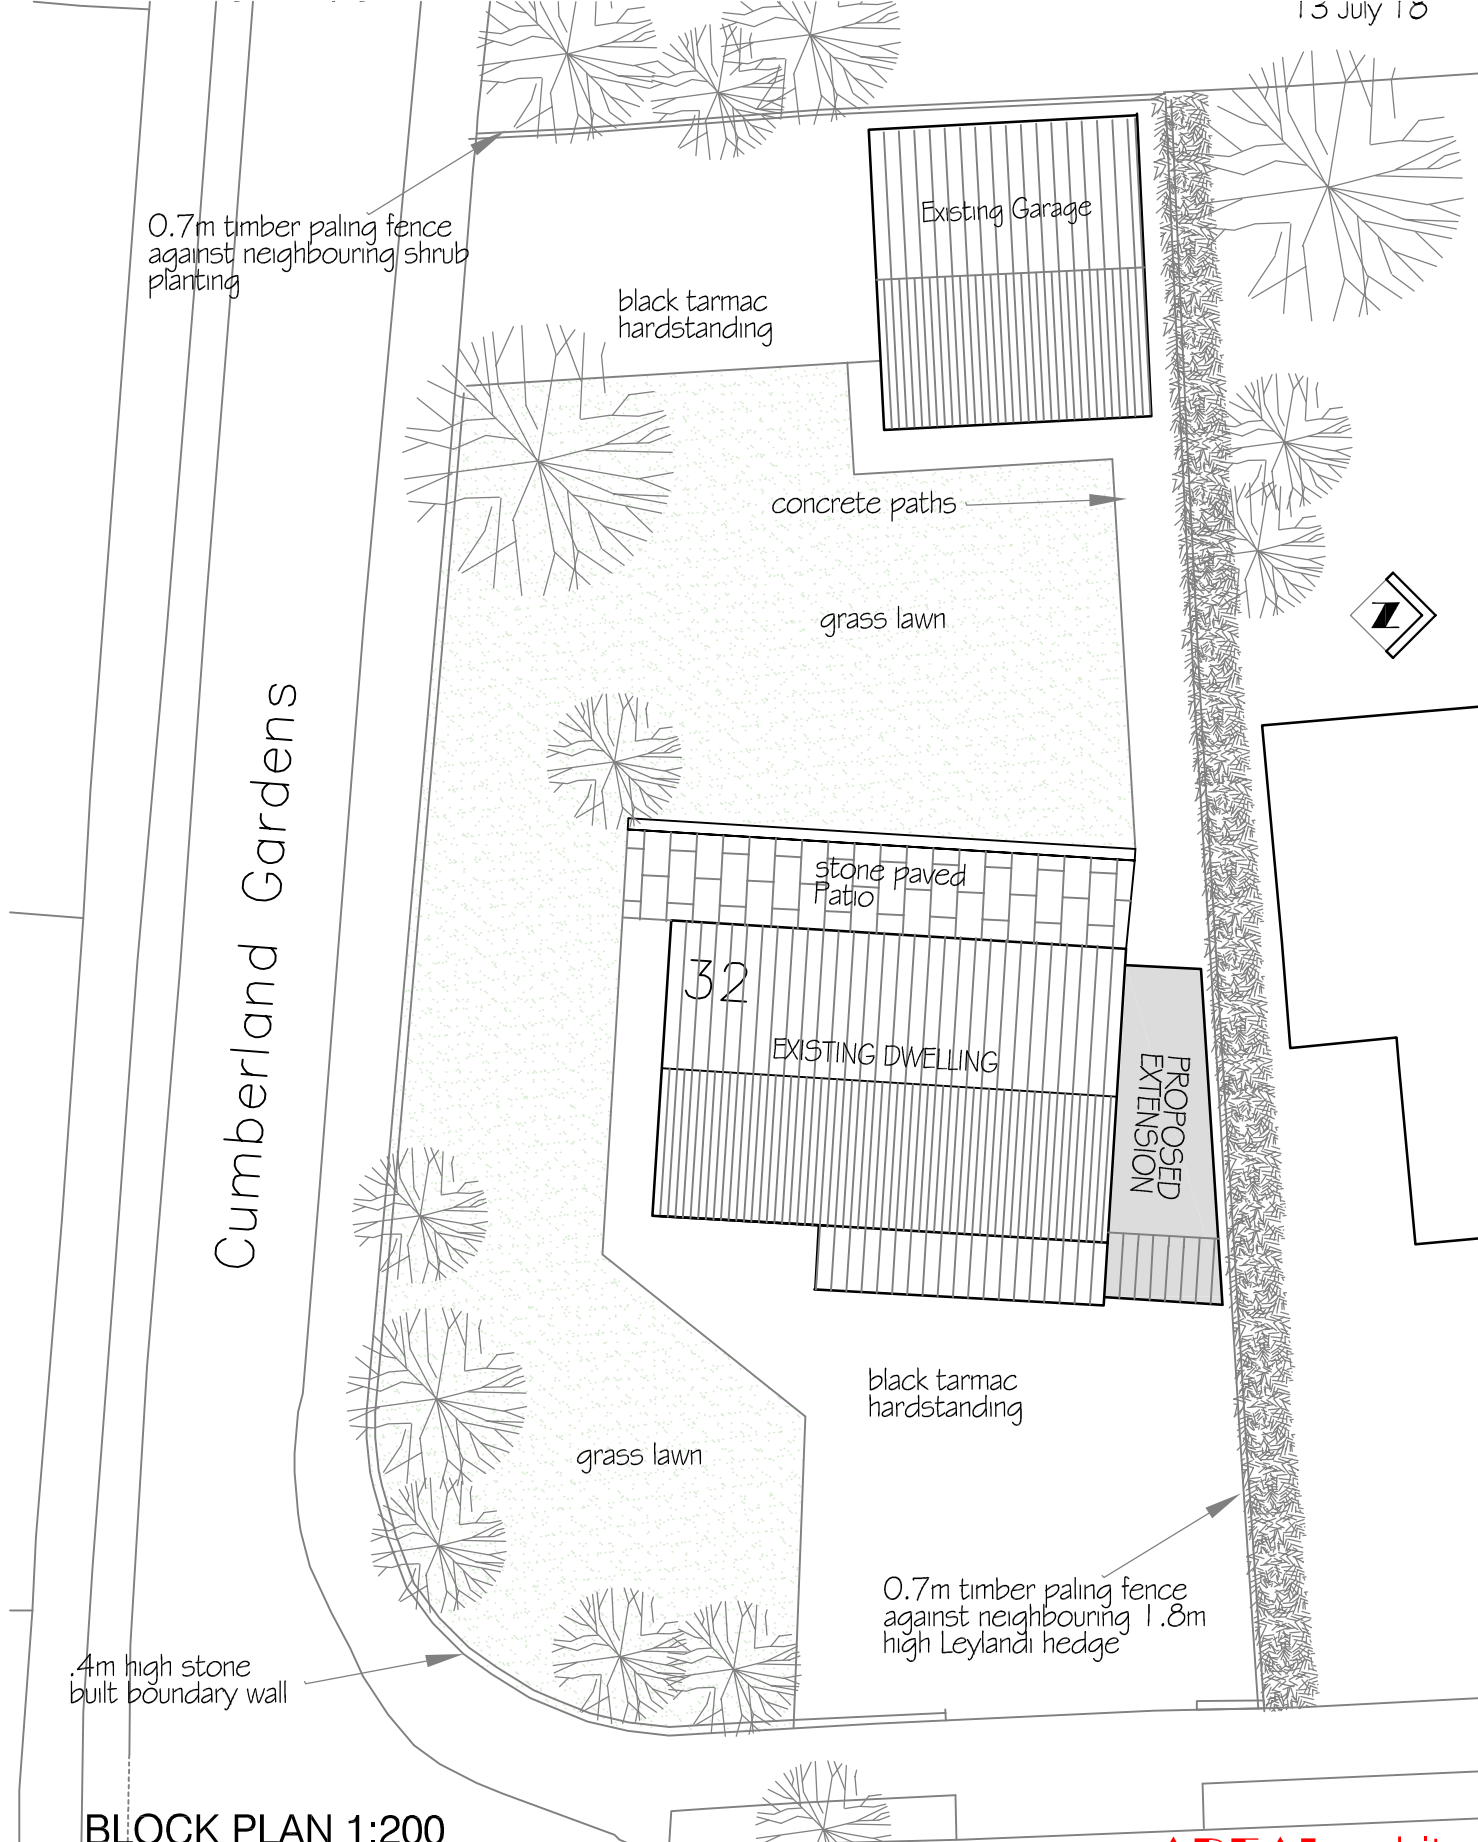 13 July 18
0.7m timber paling fence
against neighbouring shrub
planting
Existing Garage
black tarmac
hardstanding
concrete paths
grass lawn
N
Cumberland Gardens
stone paved
Patio
32
EXISTING DWELLING
PROPOSED
EXTENSION
black tarmac
hardstanding
grass lawn
0.7m timber paling fence
against neighbouring 1.8m
high Leylandi hedge
.4m high stone
built boundary wall
BLOCK PLAN 1:200